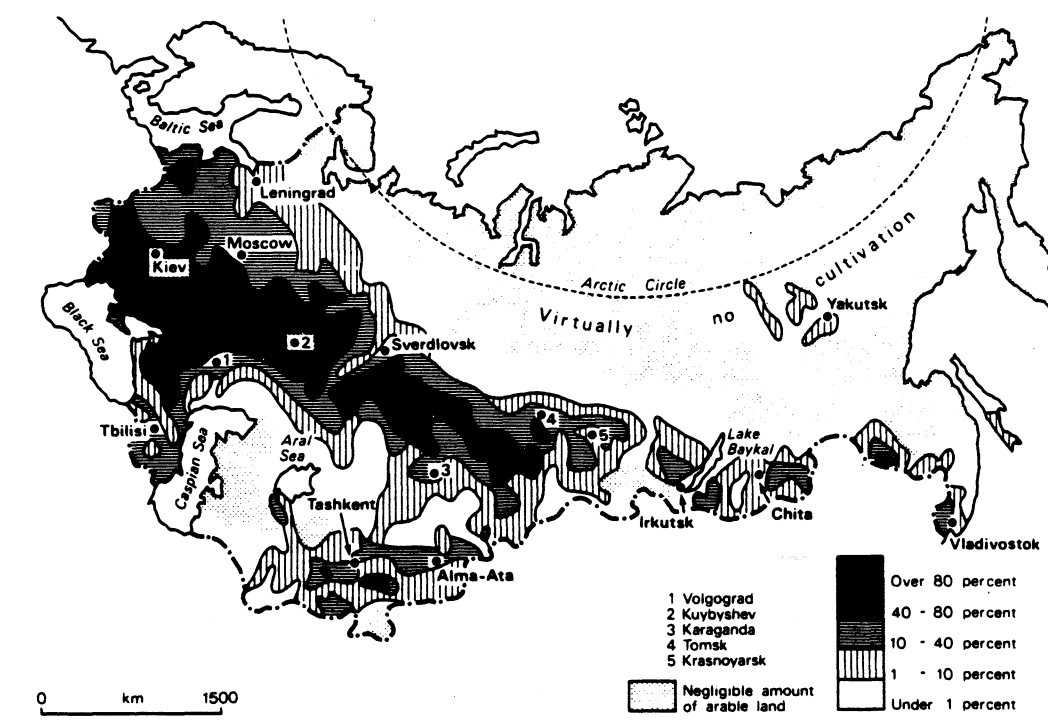 Baltic Sea
Leningrad
Moscow
Kiev
Black Sea
Arctic Circle
Virtually no cultivation
Yakutsk
2
Sverdlovsk
1
Tbilisi
Caspian Sea
Aral
Sea
4
5
3
Lake
Baykal
Tashkent
Irkutsk
Chita
Vladivostok
Alma-Ata
1 Volgograd
2 Kuybyshev
3 Karaganda
4 Tomsk
5 Krasnoyarsk
Over 80 percent
40 - 80 percent
10 - 40 percent
1 - 10 percent
Under 1 percent
Negligible amount
of arable land
0 km 1500